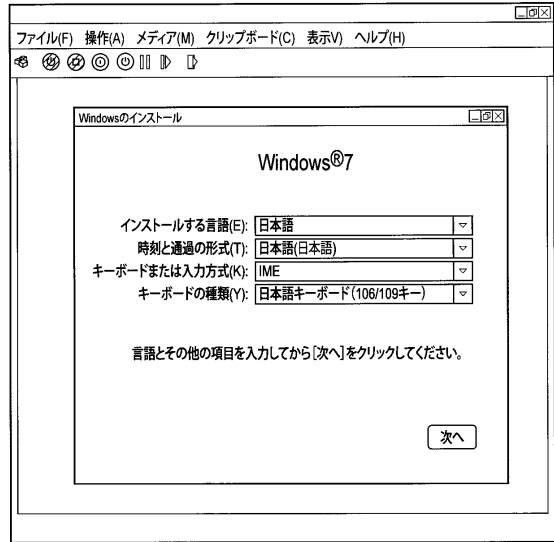 ファイル(F) 操作(A) メディア(M) クリップボード(C) 表示V) ヘルプ(H)
Windowsのインストール
Windows®7
インストールする言語(E): 日本語
時刻と通過の形式(T): 日本語(日本語)
キーボードまたは入力方式(K): IME
キーボードの種類(Y): 日本語キーボード(106/109キー)
言語とその他の項目を入力してから[次へ]をクリックしてください。
次へ